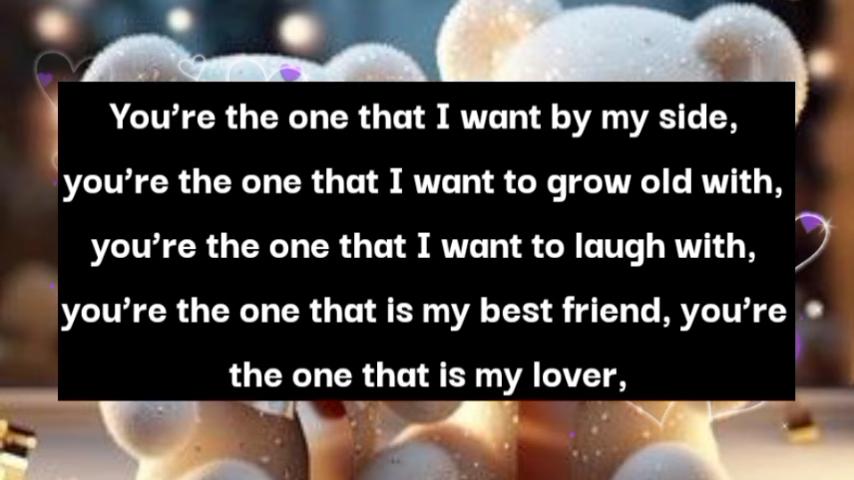 You’re the one that I want by my side,
you’re the one that I want to grow old with,
you’re the one that I want to laugh with,
you’re the one that is my best friend, you’re
the one that is my lover,